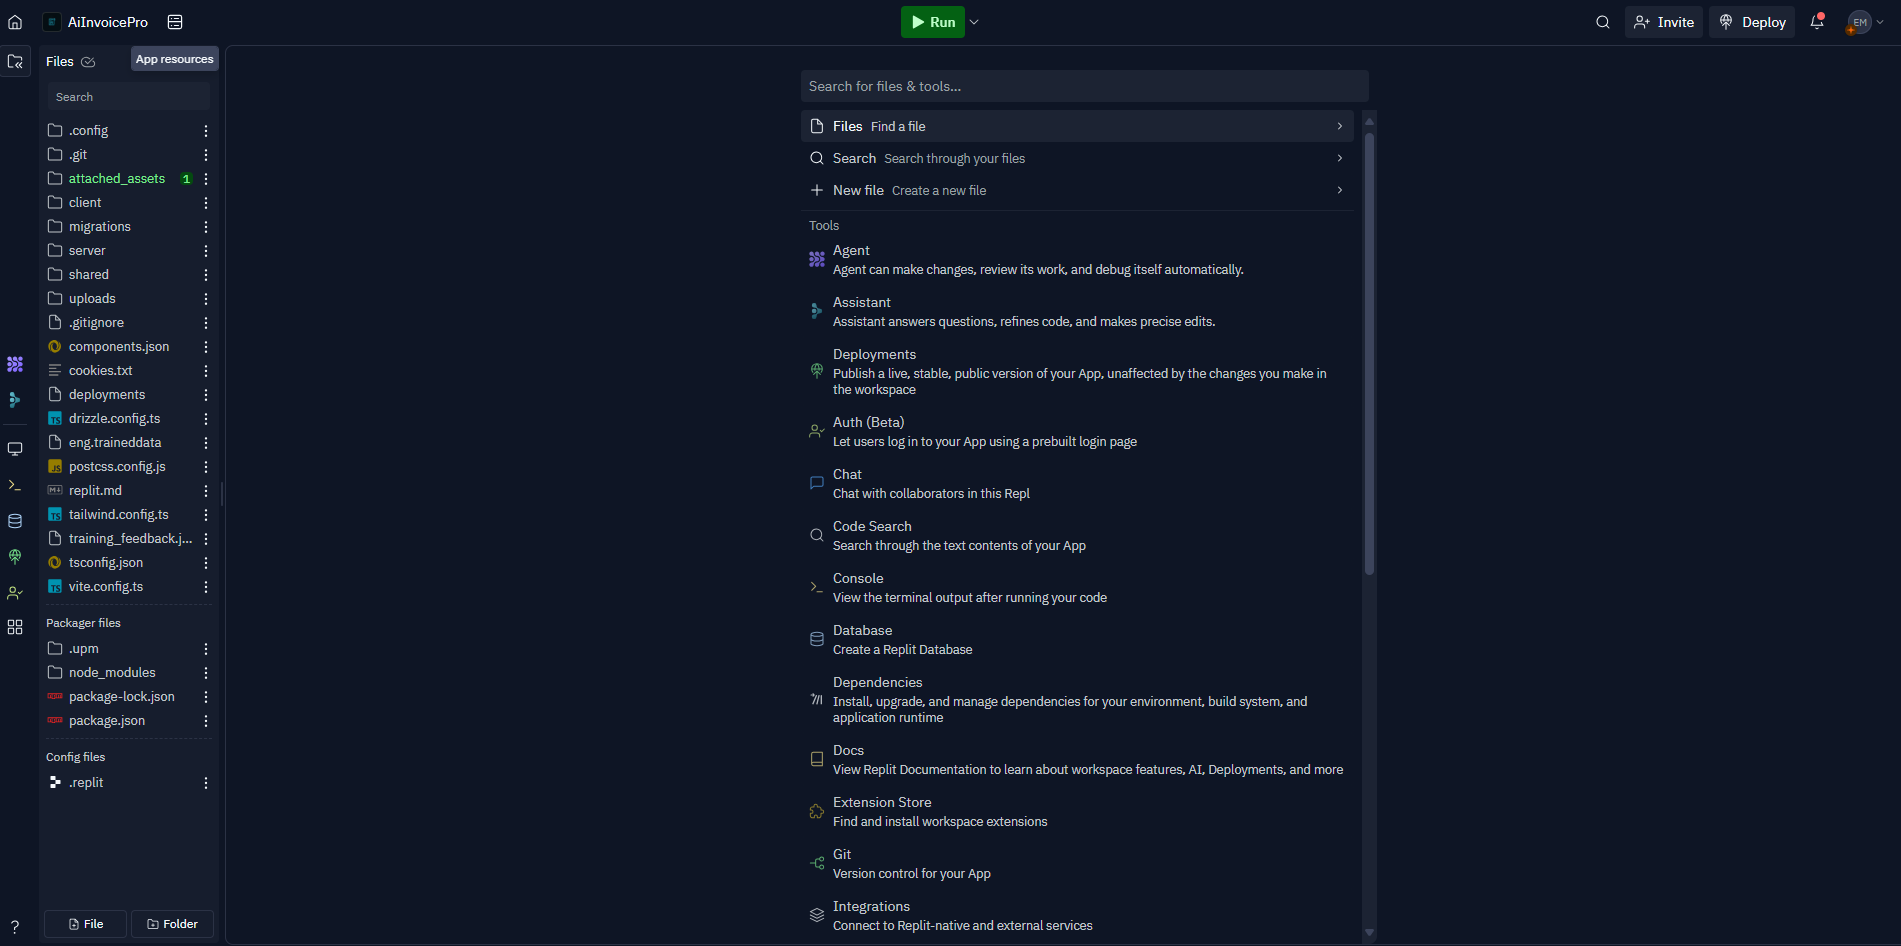 AiInvoicePro
Run
Invite
Deploy
EM
Files
App resources
Search
.config
.git
attached_assets 1
client
migrations
server
shared
uploads
.gitignore
components.json
cookies.txt
deployments
TS drizzle.config.ts
eng.traineddata
JS postcss.config.js
M↓ replit.md
TS tailwind.config.ts
training_feedback.j...
tsconfig.json
TS vite.config.ts
Packager files
.upm
node_modules
npm package-lock.json
npm package.json
Config files
.replit
File
Folder
?
Search for files & tools...
Files Find a file
Search Search through your files
New file Create a new file
Tools
Agent
Agent can make changes, review its work, and debug itself automatically.
Assistant
Assistant answers questions, refines code, and makes precise edits.
Deployments
Publish a live, stable, public version of your App, unaffected by the changes you make in
the workspace
Auth (Beta)
Let users log in to your App using a prebuilt login page
Chat
Chat with collaborators in this Repl
Code Search
Search through the text contents of your App
Console
View the terminal output after running your code
Database
Create a Replit Database
Dependencies
Install, upgrade, and manage dependencies for your environment, build system, and
application runtime
Docs
View Replit Documentation to learn about workspace features, AI, Deployments, and more
Extension Store
Find and install workspace extensions
Git
Version control for your App
Integrations
Connect to Replit-native and external services